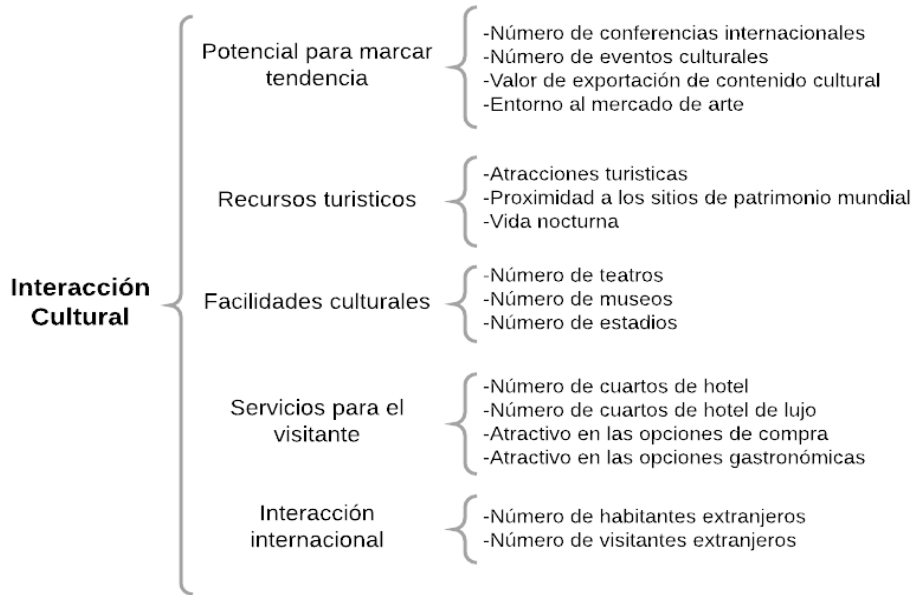 Interacción
Cultural
Potencial para marcar
tendencia
-Número de conferencias internacionales
-Número de eventos culturales
-Valor de exportación de contenido cultural
-Entorno al mercado de arte
Recursos turisticos
-Atracciones turisticas
-Proximidad a los sitios de patrimonio mundial
-Vida nocturna
Facilidades culturales
-Número de teatros
-Número de museos
-Número de estadios
Servicios para el
visitante
-Número de cuartos de hotel
-Número de cuartos de hotel de lujo
-Atractivo en las opciones de compra
-Atractivo en las opciones gastronómicas
Interacción
internacional
-Número de habitantes extranjeros
-Número de visitantes extranjeros